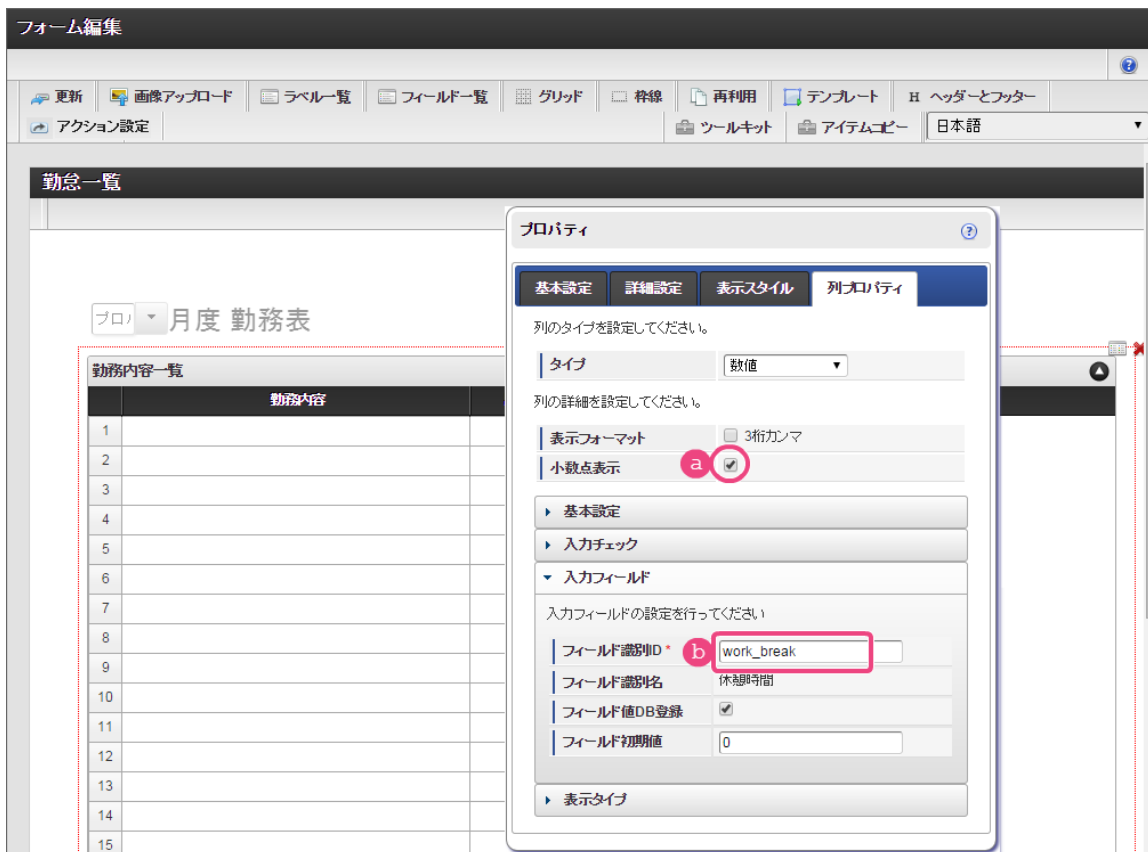 フォーム編集
更新 画像アップロード ラベル一覧 フィールド一覧 グリッド 枠線 再利用 テンプレート H ヘッダーとフッター
アクション設定 ツールキット アイテムコピー 日本語
勤怠一覧
プロパティ
基本設定 詳細設定 表示スタイル 列プロパティ
列のタイプを設定してください。
タイプ 数値
列の詳細を設定してください。
表示フォーマット 3桁カンマ
小数点表示 a
基本設定
入力チェック
入力フィールド
入力フィールドの設定を行ってください
フィールド識別ID * b work_break
フィールド識別名 休憩時間
フィールド値DB登録
フィールド初期値 0
表示タイプ
月度 勤務表
勤務内容一覧
勤務内容
1
2
3
4
5
6
7
8
9
10
11
12
13
14
15